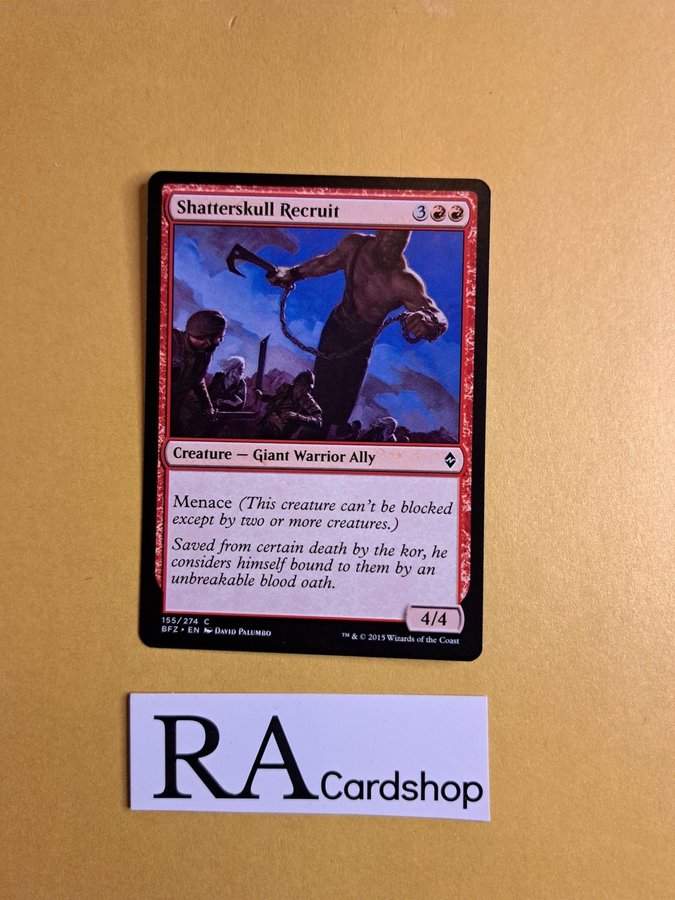 Shatterskull Recruit 3
Creature — Giant Warrior Ally
Menace (This creature can't be blocked
except by two or more creatures.)
Saved from certain death by the kor, he
considers himself bound to them by an
unbreakable blood oath.
4/4
155/274 C
BFZ • EN David Palumbo
™ & © 2015 Wizards of the Coast
RA Cardshop